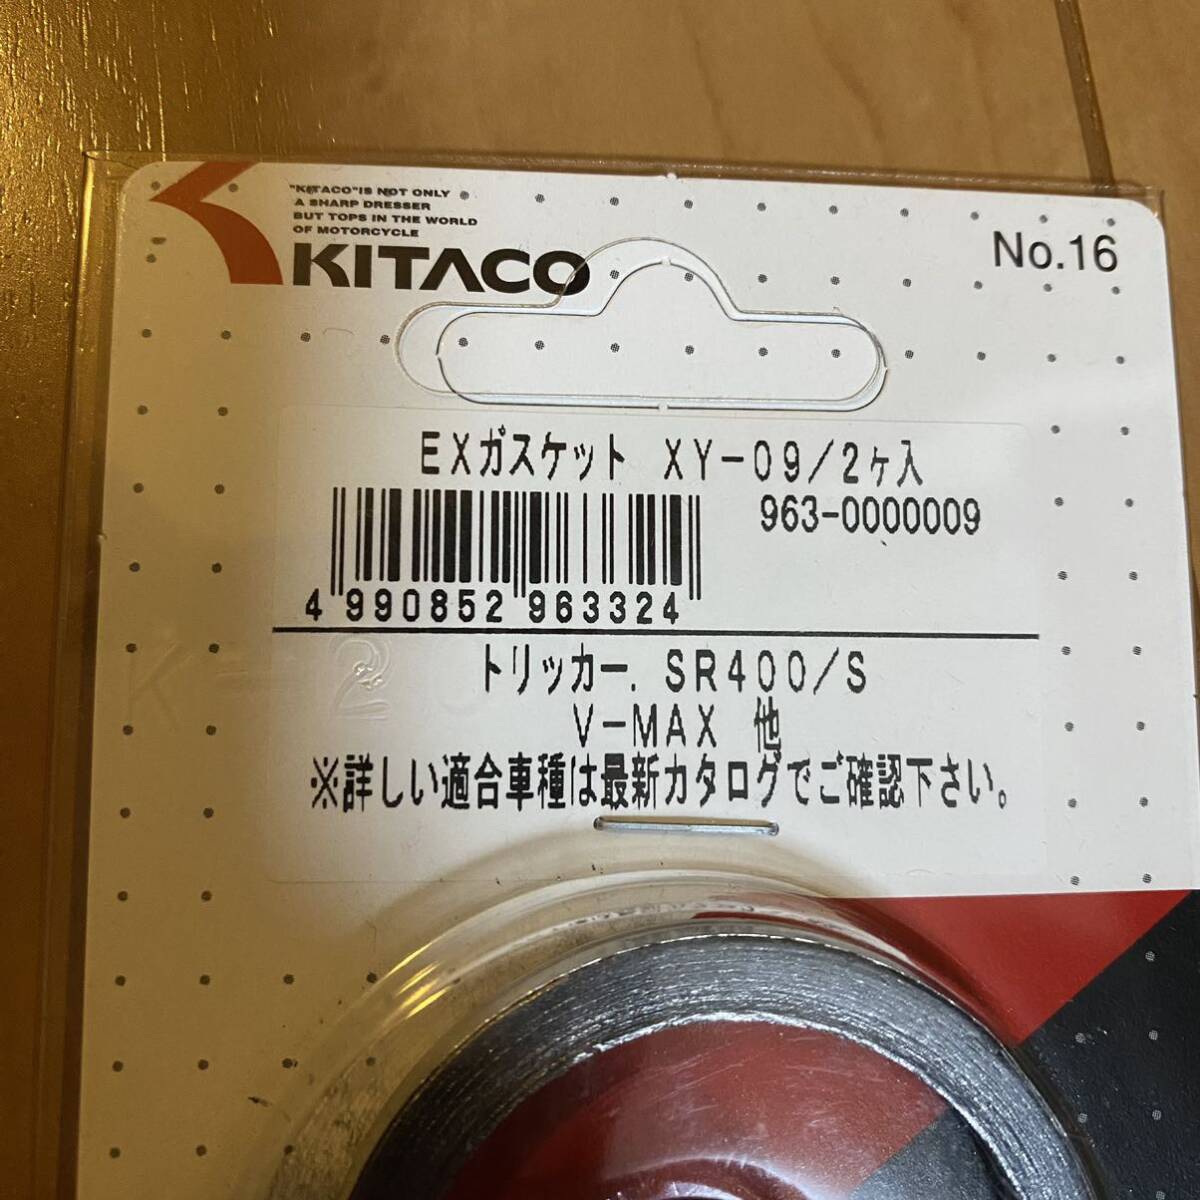 "KITACO"IS NOT ONLY
A SHARP DRESSER
BUT TOPS IN THE WORLD
OF MOTORCYCLE
KITACO
No.16
EXガスケット XY-09/2ヶ入
963-0000009
4 990852 963324
トリッカー. SR400/S
V-MAX 他
※詳しい適合車種は最新カタログでご確認下さい。